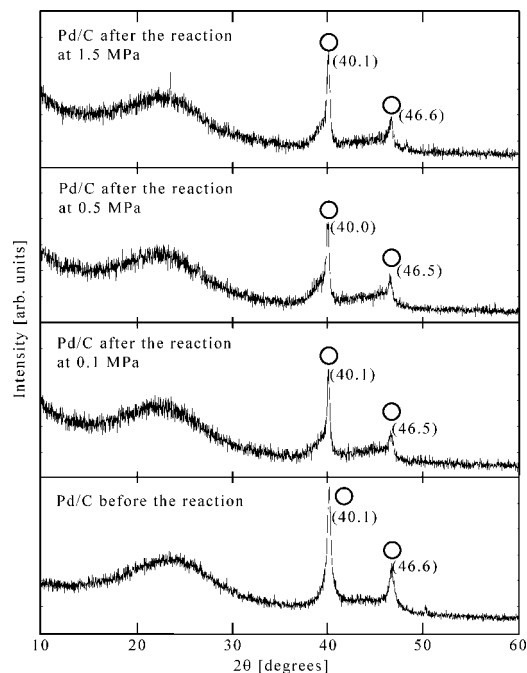 Pd/C after the reaction
at 1.5 MPa
(40.1)
(46.6)
Pd/C after the reaction
at 0.5 MPa
(40.0)
(46.5)
Pd/C after the reaction
at 0.1 MPa
(40.1)
(46.5)
Pd/C before the reaction
(40.1)
(46.6)
Intensity [arb. units]
10 20 30 40 50 60
2θ [degrees]